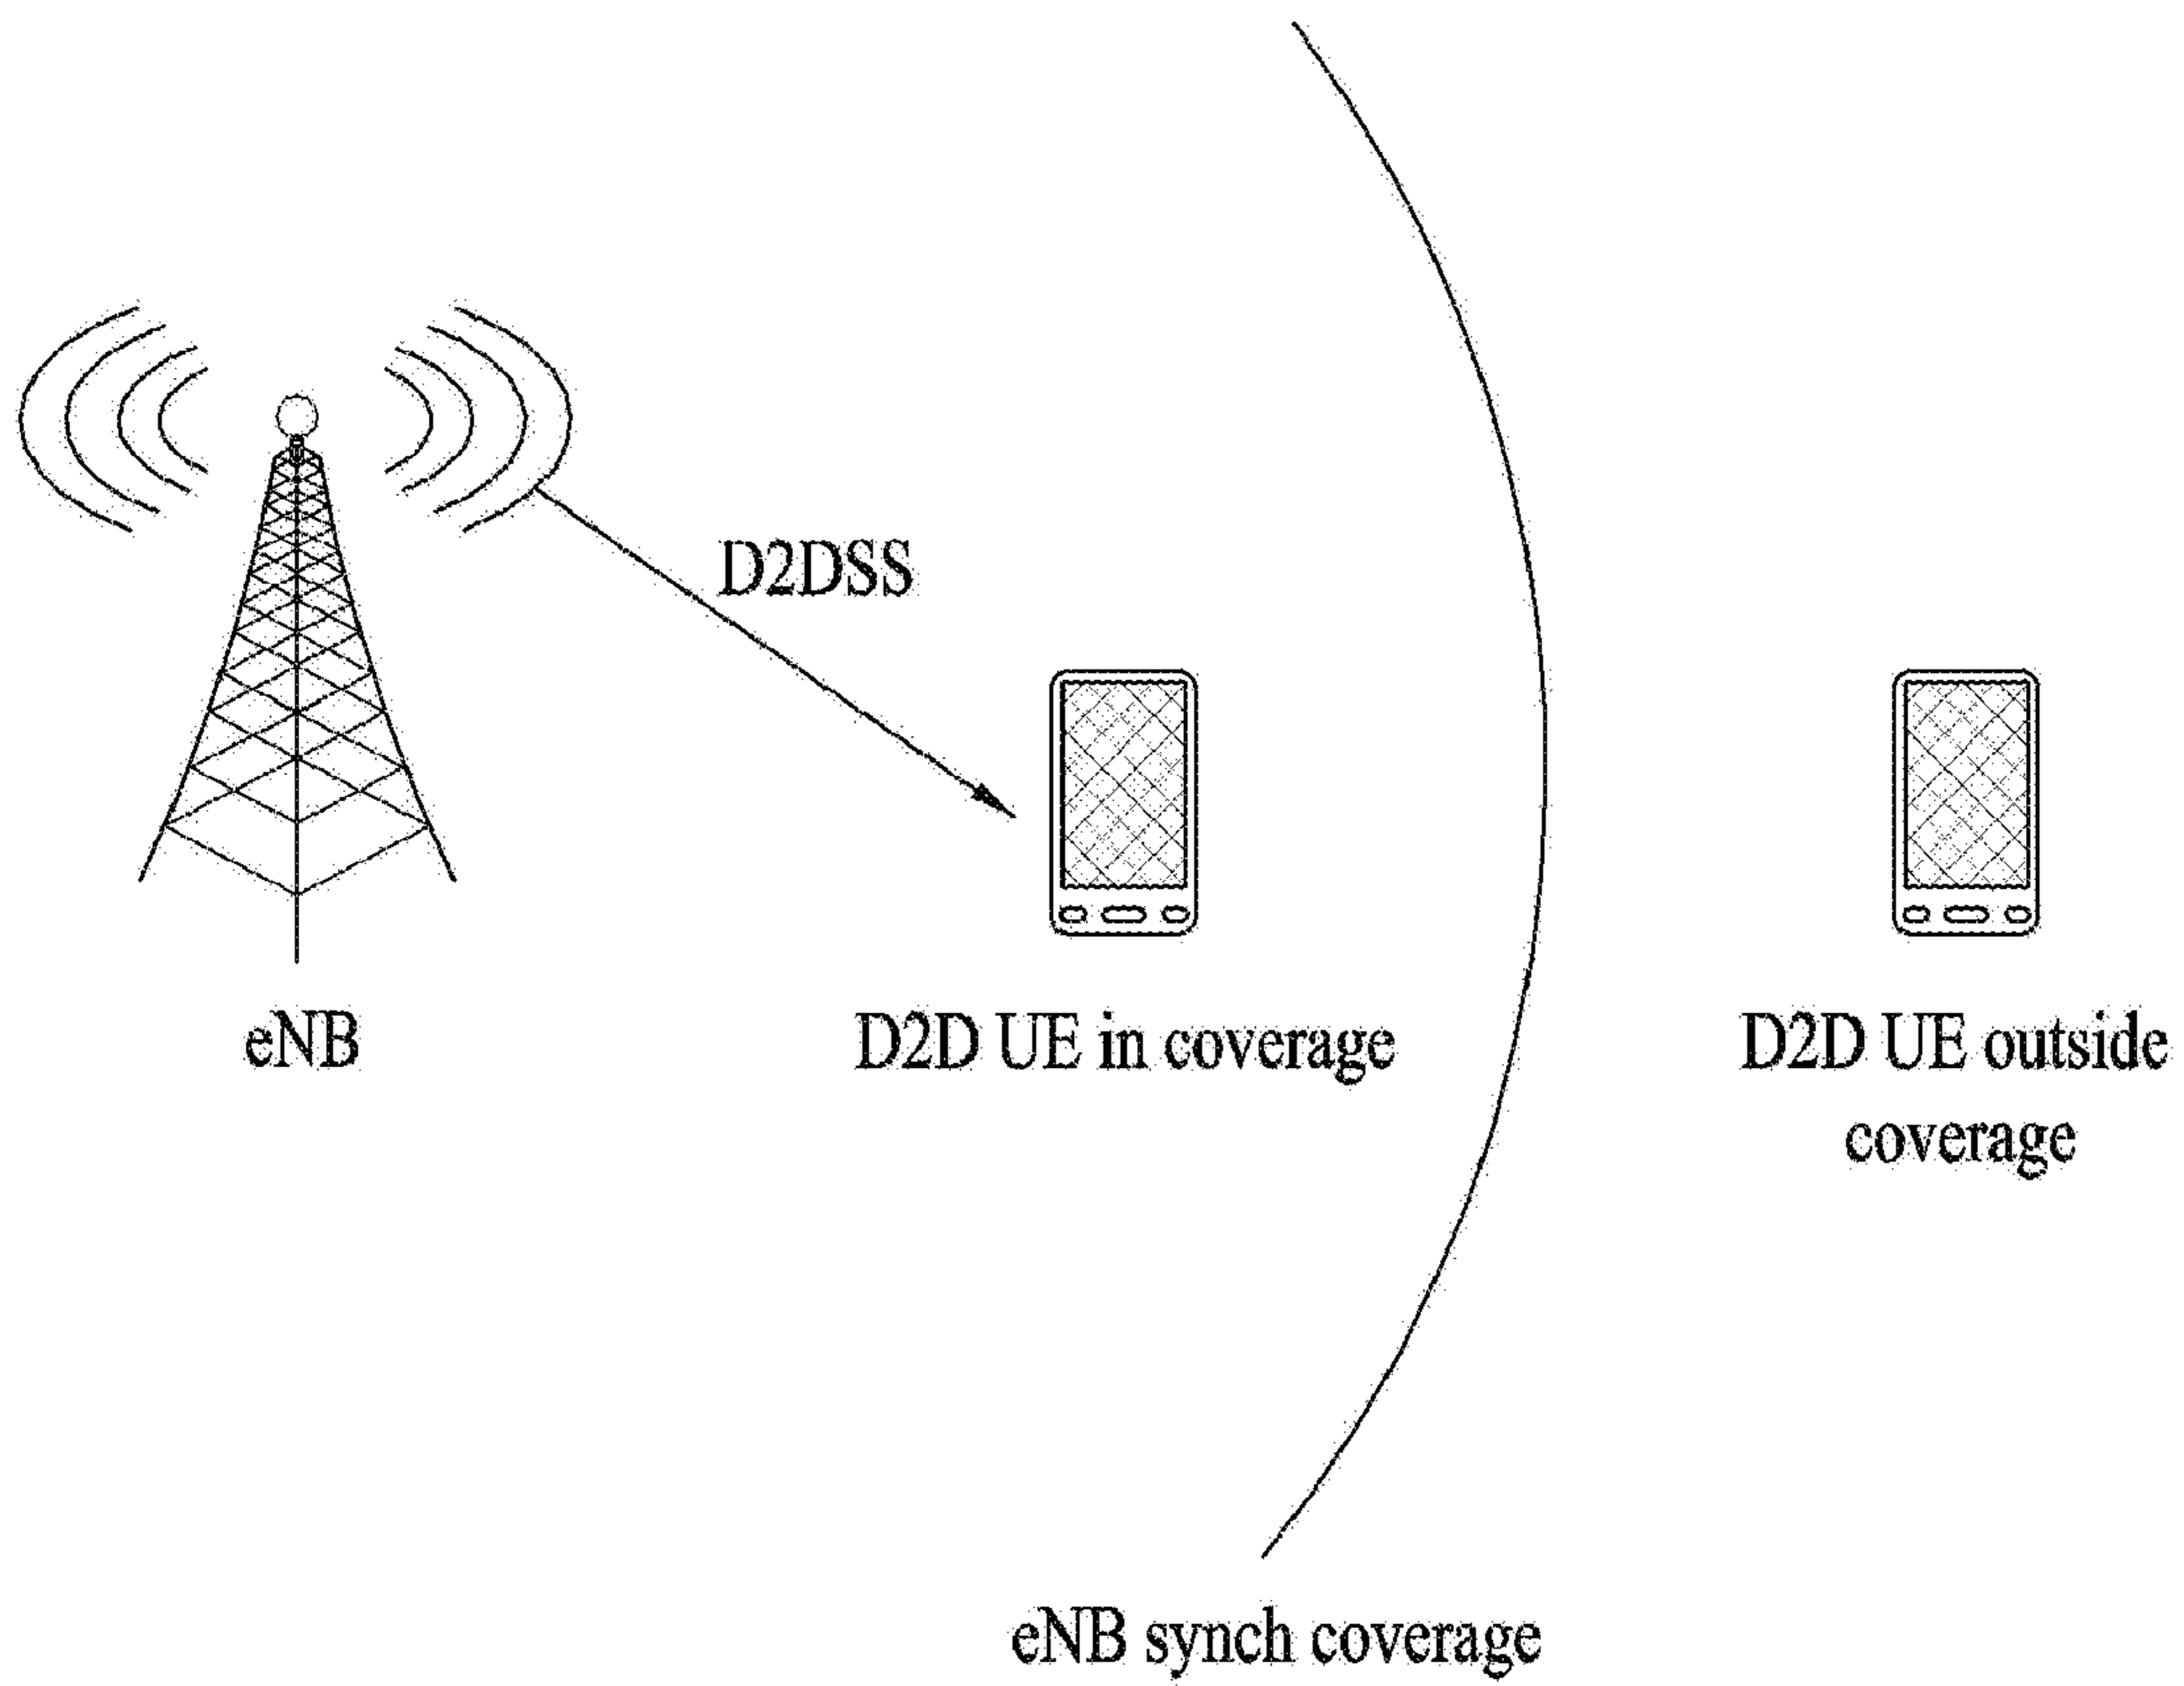 D2DSS
eNB
D2D UE in coverage
D2D UE outside
coverage
eNB synch coverage